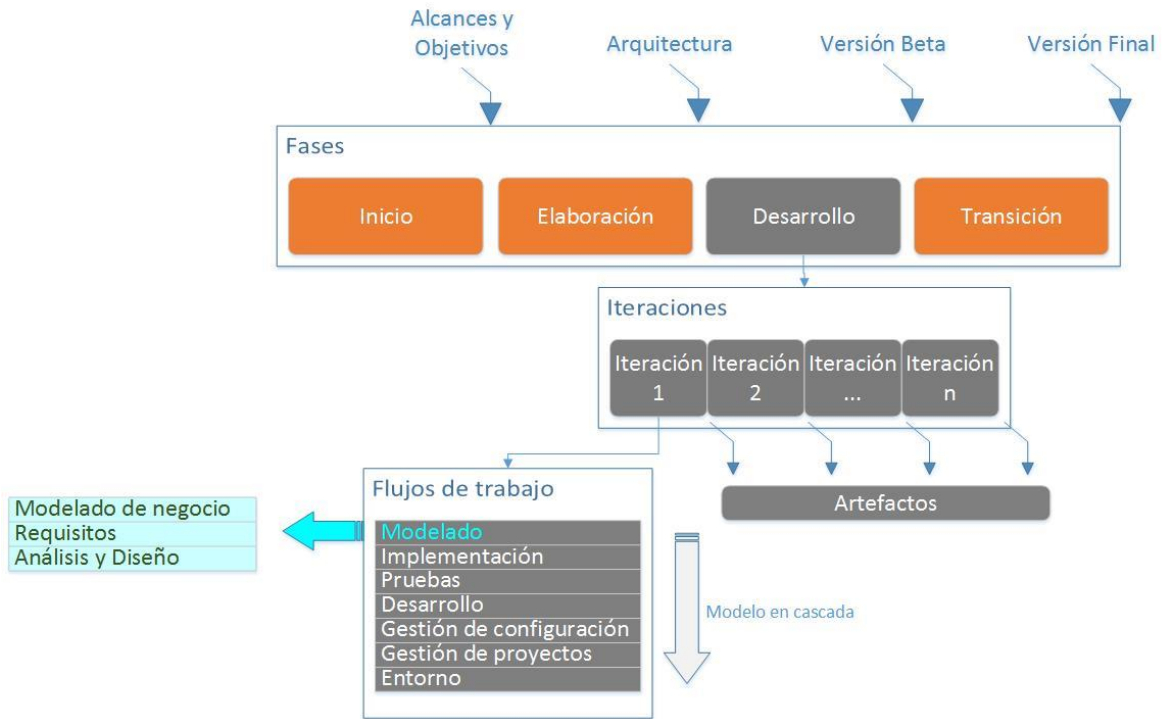 Alcances y
Objetivos
Arquitectura
Versión Beta
Versión Final
Fases
Inicio
Elaboración
Desarrollo
Transición
Iteraciones
Iteración
1
Iteración
2
Iteración
...
Iteración
n
Artefactos
Flujos de trabajo
Modelado
Implementación
Pruebas
Desarrollo
Gestión de configuración
Gestión de proyectos
Entorno
Modelado de negocio
Requisitos
Análisis y Diseño
Modelo en cascada